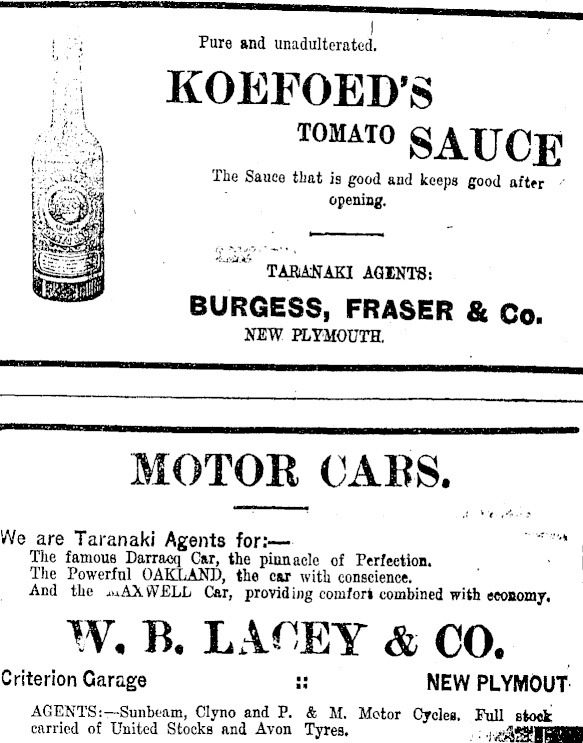 Pure and unadulterated.
KOEFOED'S
TOMATO SAUCE
The Sauce that is good and keeps good after
opening.
TARANAKI AGENTS:
BURGESS, FRASER & Co.
NEW PLYMOUTH.
MOTOR CARS.
We are Taranaki Agents for:—
The famous Darracq Car, the pinnacle of Perfection.
The Powerful OAKLAND, the car with conscience.
And the MAXWELL Car, providing comfort combined with economy.
W. B. LACEY & CO.
Criterion Garage :: NEW PLYMOUT
AGENTS:—Sunbeam, Clyno and P. & M. Motor Cycles. Full stock
carried of United Stocks and Avon Tyres.